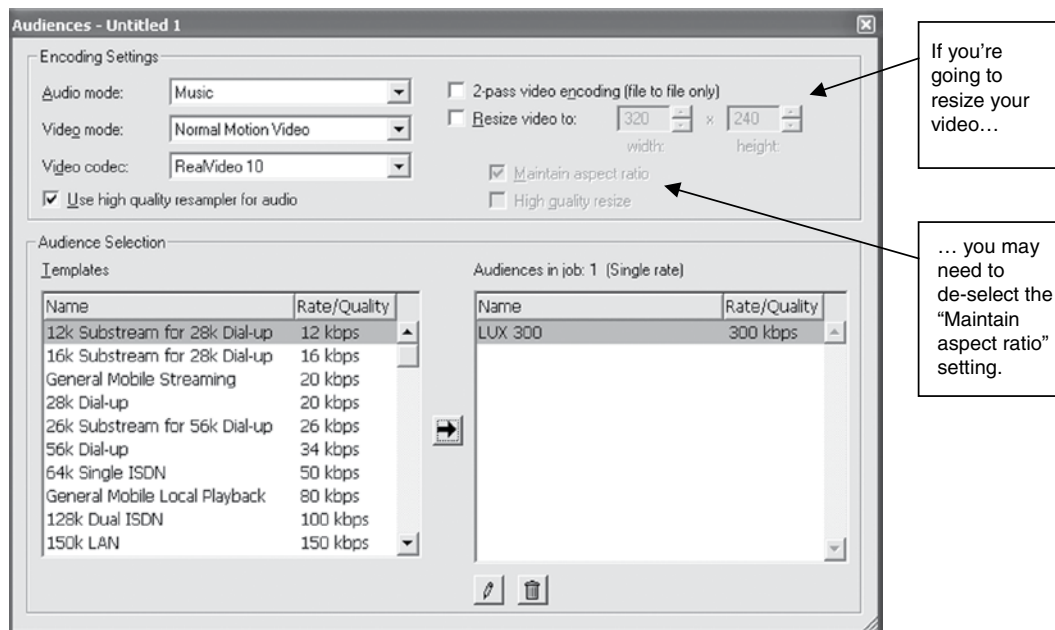 Audiences - Untitled 1
Encoding Settings
Audio mode: Music
Video mode: Normal Motion Video
Video codec: RealVideo 10
Use high quality resampler for audio
2-pass video encoding (file to file only)
Resize video to: 320 x 240
width: height:
Maintain aspect ratio
High quality resize
If you're
going to
resize your
video…
… you may
need to
de-select the
“Maintain
aspect ratio”
setting.
Audience Selection
Templates
Name Rate/Quality
12k Substream for 28k Dial-up 12 kbps
16k Substream for 28k Dial-up 16 kbps
General Mobile Streaming 20 kbps
28k Dial-up 20 kbps
26k Substream for 56k Dial-up 26 kbps
56k Dial-up 34 kbps
64k Single ISDN 50 kbps
General Mobile Local Playback 80 kbps
128k Dual ISDN 100 kbps
150k LAN 150 kbps
Audiences in job: 1 (Single rate)
Name Rate/Quality
LUX 300 300 kbps